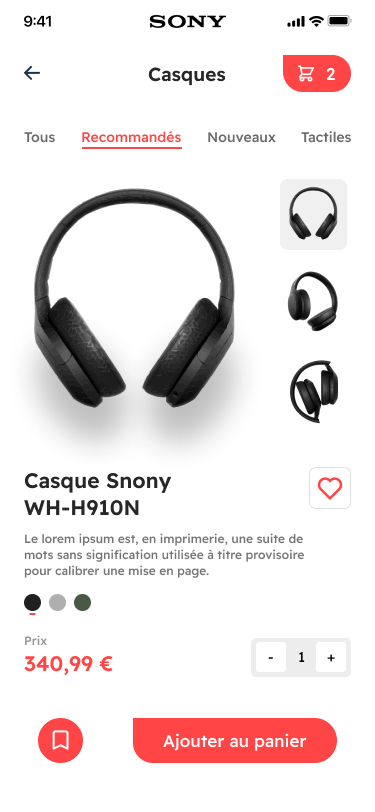 9:41
SONY
Casques
2
Tous
Recommandés
Nouveaux
Tactiles
Casque Snony
WH-H910N
Le lorem ipsum est, en imprimerie, une suite de
mots sans signification utilisée à titre provisoire
pour calibrer une mise en page.
Prix
340,99 €
- 1 +
Ajouter au panier